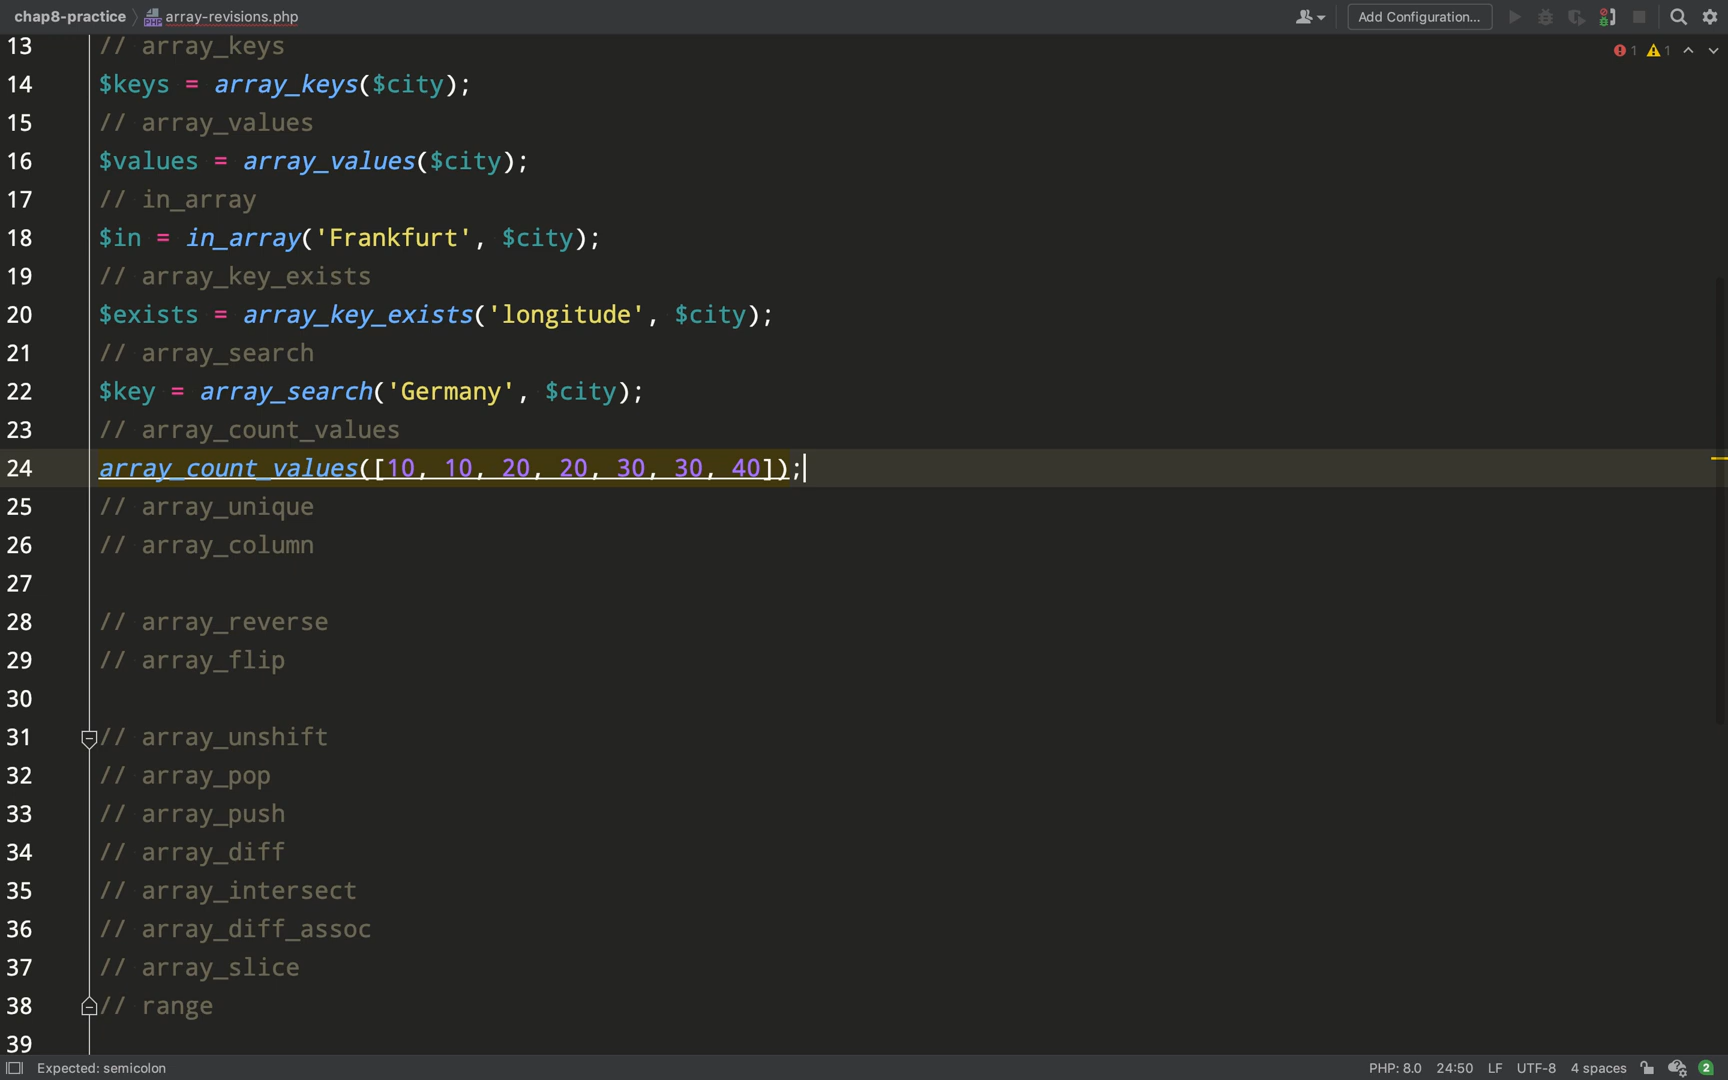 chap8-practice array-revisions.php Add Configuration...
PHP
13 // array_keys
1 1
14 $keys = array_keys($city);
15 // array_values
16 $values = array_values($city);
17 // in_array
18 $in = in_array('Frankfurt', $city);
19 // array_key_exists
20 $exists = array_key_exists('longitude', $city);
21 // array_search
22 $key = array_search('Germany', $city);
23 // array_count_values
24 array_count_values([10, 10, 20, 20, 30, 30, 40]);
25 // array_unique
26 // array_column
27
28 // array_reverse
29 // array_flip
30
31 // array_unshift
32 // array_pop
33 // array_push
34 // array_diff
35 // array_intersect
36 // array_diff_assoc
37 // array_slice
38 // range
39
Expected: semicolon PHP: 8.0 24:50 LF UTF-8 4 spaces 2